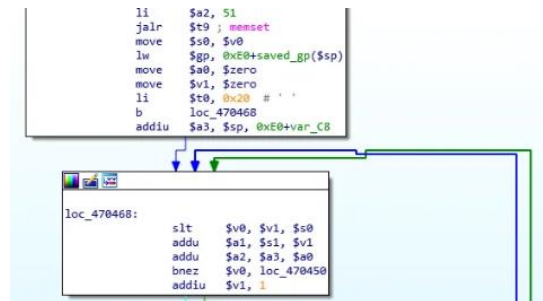 li $a2, 51
jalr $t9 ; memset
move $s0, $v0
lw $gp, 0xE0+saved_gp($sp)
move $a0, $zero
move $v1, $zero
li $t0, 0x20 # ' '
b loc_470468
addiu $a3, $sp, 0xE0+var_C8
loc_470468:
slt $v0, $v1, $s0
addu $a1, $s1, $v1
addu $a2, $a3, $a0
bnez $v0, loc_470450
addiu $v1, 1